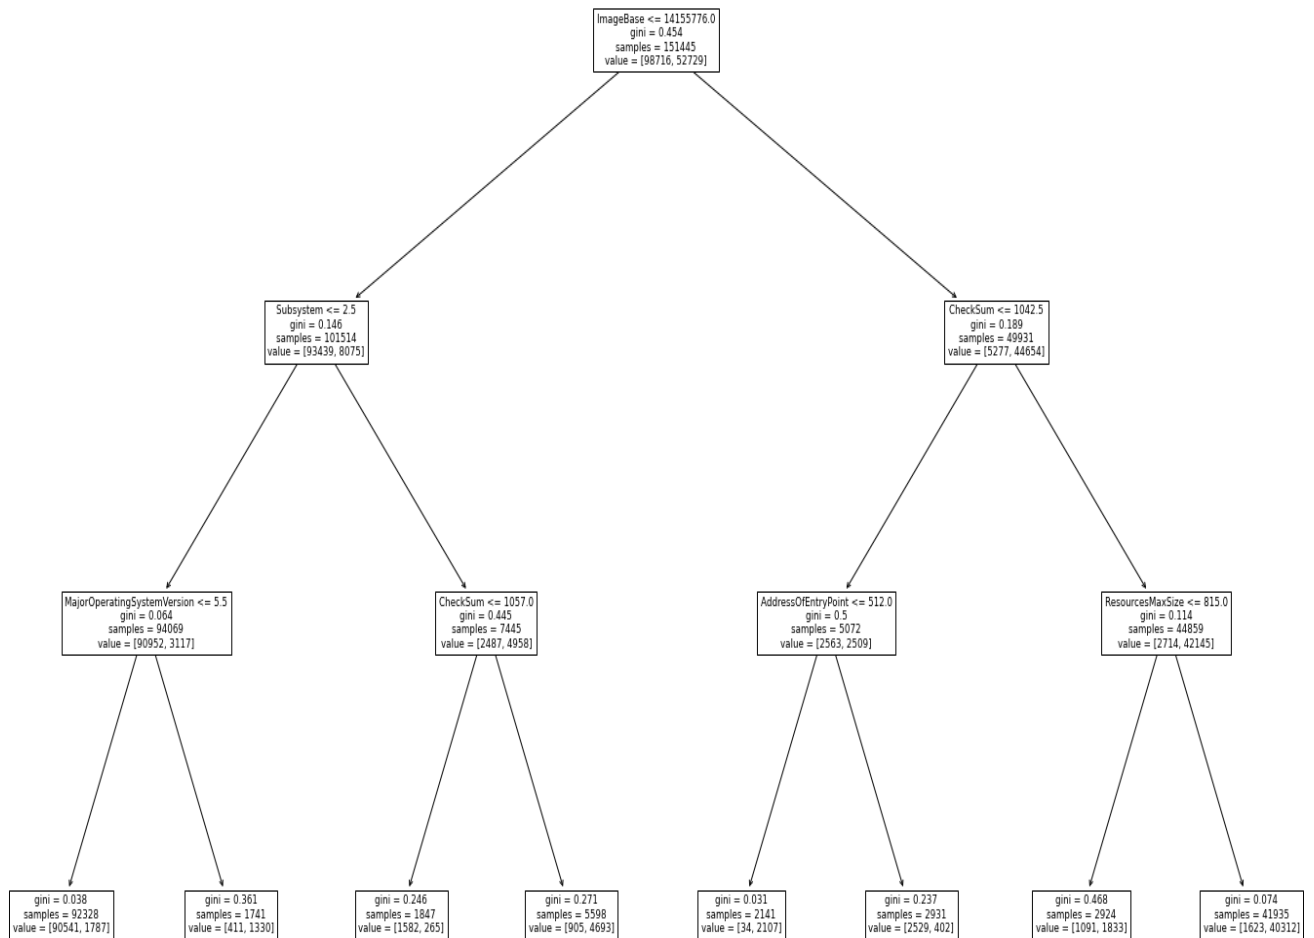 ImageBase <= 14155776.0
gini = 0.454
samples = 151445
value = [98716, 52729]
Subsystem <= 2.5
gini = 0.146
samples = 101514
value = [93439, 8075]
CheckSum <= 1042.5
gini = 0.189
samples = 49931
value = [5277, 44654]
MajorOperatingSystemVersion <= 5.5
gini = 0.064
samples = 94069
value = [90952, 3117]
CheckSum <= 1057.0
gini = 0.445
samples = 7445
value = [2487, 4958]
AddressOfEntryPoint <= 512.0
gini = 0.5
samples = 5072
value = [2563, 2509]
ResourcesMaxSize <= 815.0
gini = 0.114
samples = 44859
value = [2714, 42145]
gini = 0.038
samples = 92328
value = [90541, 1787]
gini = 0.361
samples = 1741
value = [411, 1330]
gini = 0.246
samples = 1847
value = [1582, 265]
gini = 0.271
samples = 5598
value = [905, 4693]
gini = 0.031
samples = 2141
value = [34, 2107]
gini = 0.237
samples = 2931
value = [2529, 402]
gini = 0.468
samples = 2924
value = [1091, 1833]
gini = 0.074
samples = 41935
value = [1623, 40312]